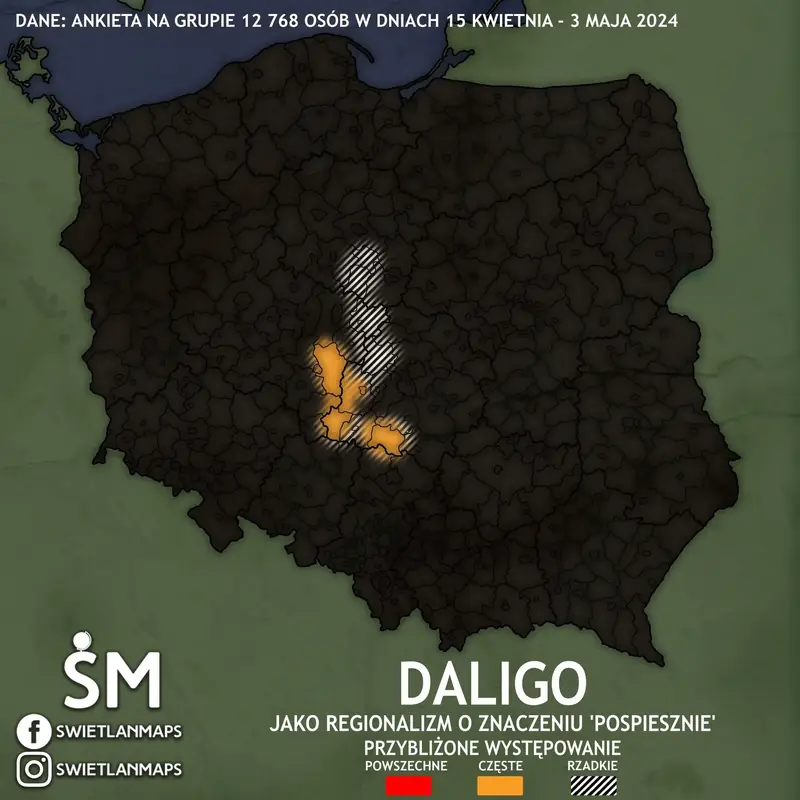 DANE: ANKIETA NA GRUPIE 12 768 OSÓB W DNIACH 15 KWIETNIA - 3 MAJA 2024
ŚM
SWIETLANMAPS
SWIETLANMAPS
DALIGO
JAKO REGIONALIZM O ZNACZENIU 'POSPIESZNIE'
PRZYBLIŻONE WYSTĘPOWANIE
POWSZECHNE CZĘSTE RZADKIE